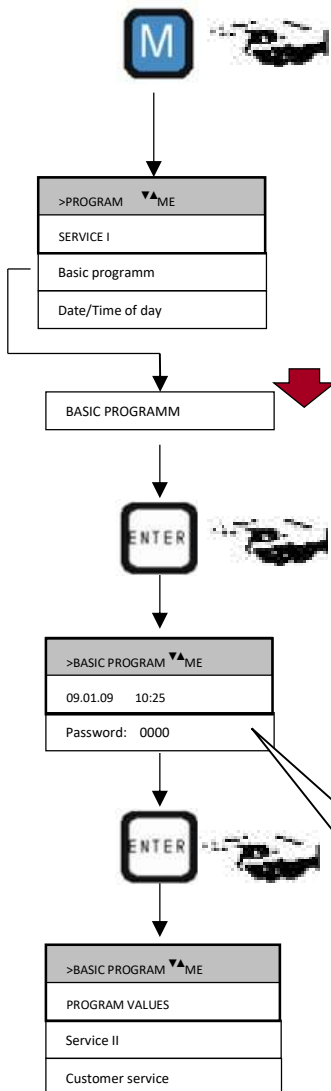 M
>PROGRAM ▼▲ME
SERVICE I
Basic programm
Date/Time of day
BASIC PROGRAMM
ENTER
>BASIC PROGRAM ▼▲ME
09.01.09 10:25
Password: 0000
ENTER
>BASIC PROGRAM ▼▲ME
PROGRAM VALUES
Service II
Customer service